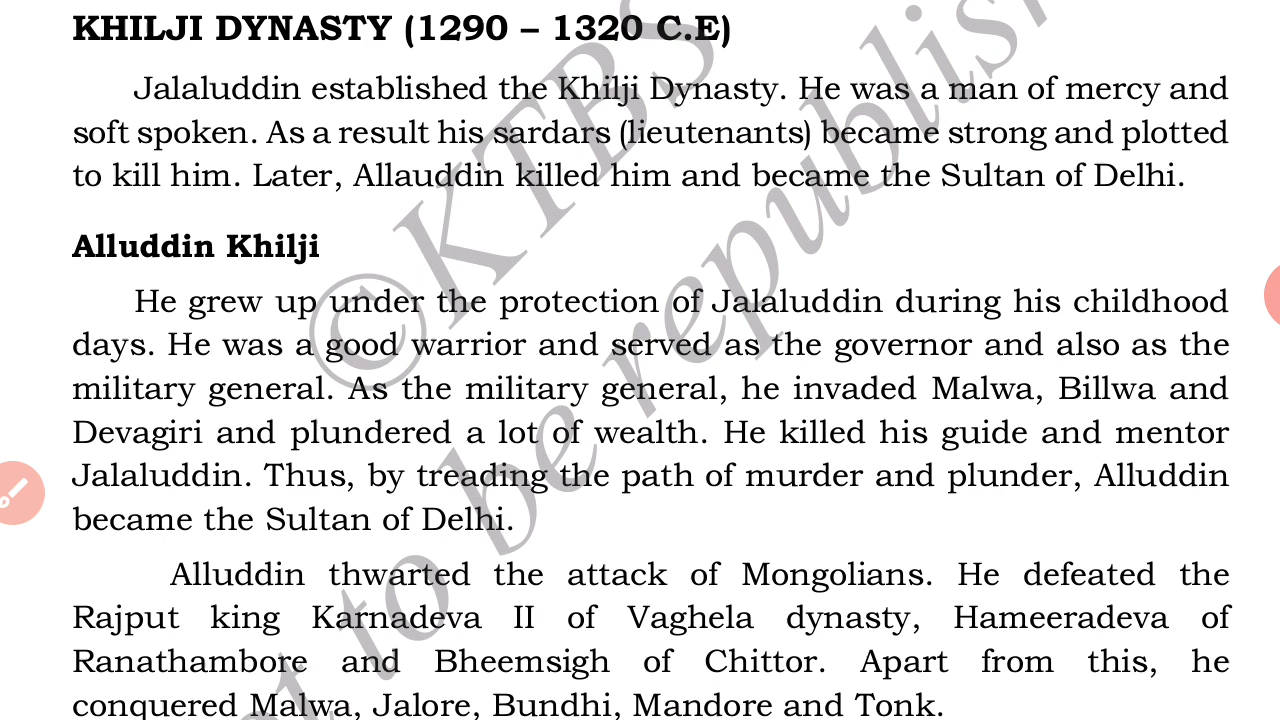 KHILJI DYNASTY (1290 – 1320 C.E)
Jalaluddin established the Khilji Dynasty. He was a man of mercy and
soft spoken. As a result his sardars (lieutenants) became strong and plotted
to kill him. Later, Allauddin killed him and became the Sultan of Delhi.
Alluddin Khilji
He grew up under the protection of Jalaluddin during his childhood
days. He was a good warrior and served as the governor and also as the
military general. As the military general, he invaded Malwa, Billwa and
Devagiri and plundered a lot of wealth. He killed his guide and mentor
Jalaluddin. Thus, by treading the path of murder and plunder, Alluddin
became the Sultan of Delhi.
Alluddin thwarted the attack of Mongolians. He defeated the
Rajput king Karnadeva II of Vaghela dynasty, Hameeradeva of
Ranathambore and Bheemsigh of Chittor. Apart from this, he
conquered Malwa, Jalore, Bundhi, Mandore and Tonk.
©KTBS
to be republish